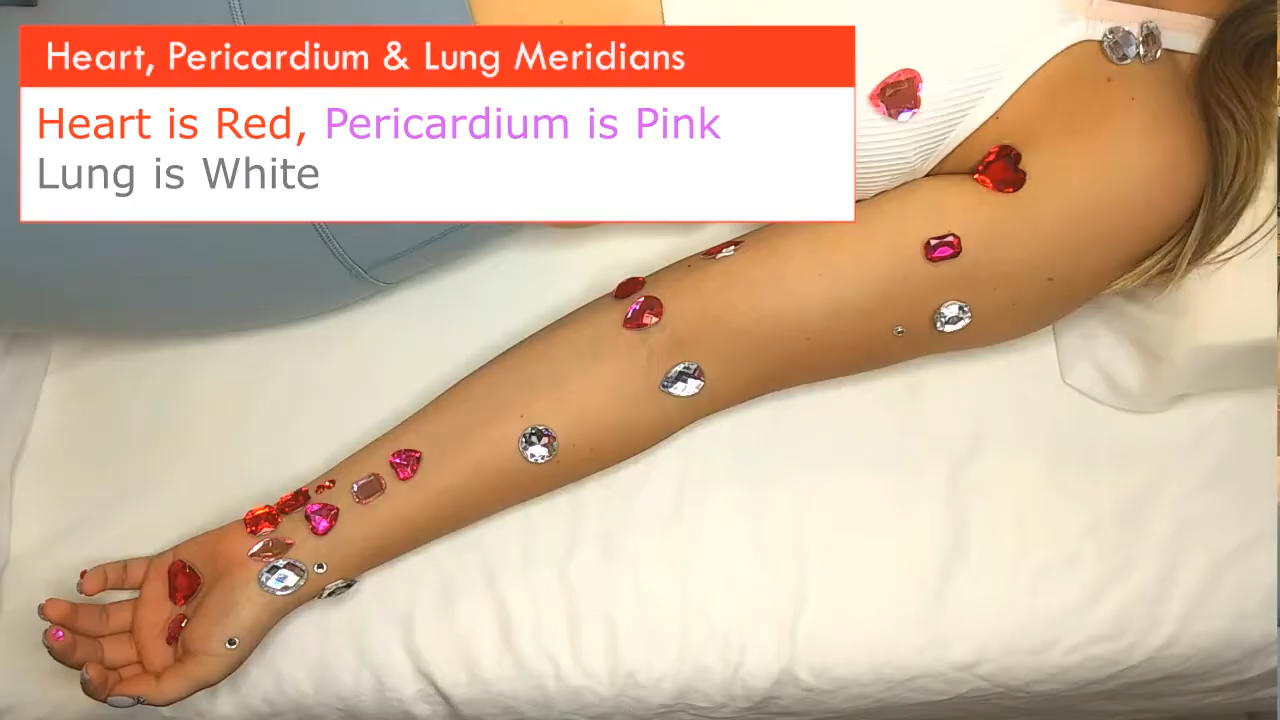 Heart, Pericardium & Lung Meridians
Heart is Red, Pericardium is Pink
Lung is White